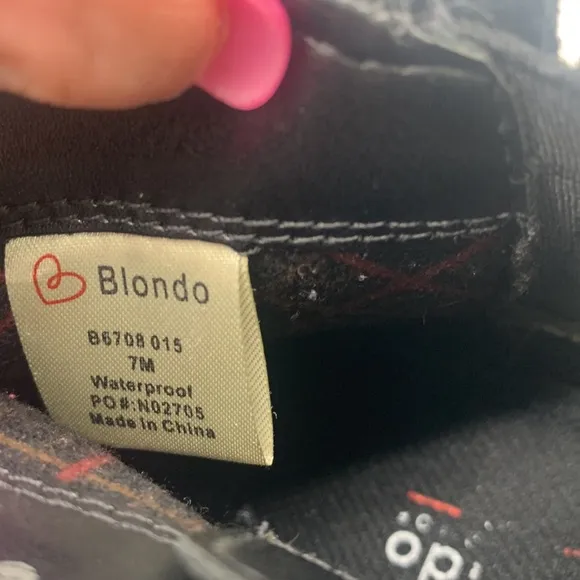 Blondo
B6708 015
7M
Waterproof
PO#:N02705
Made in China